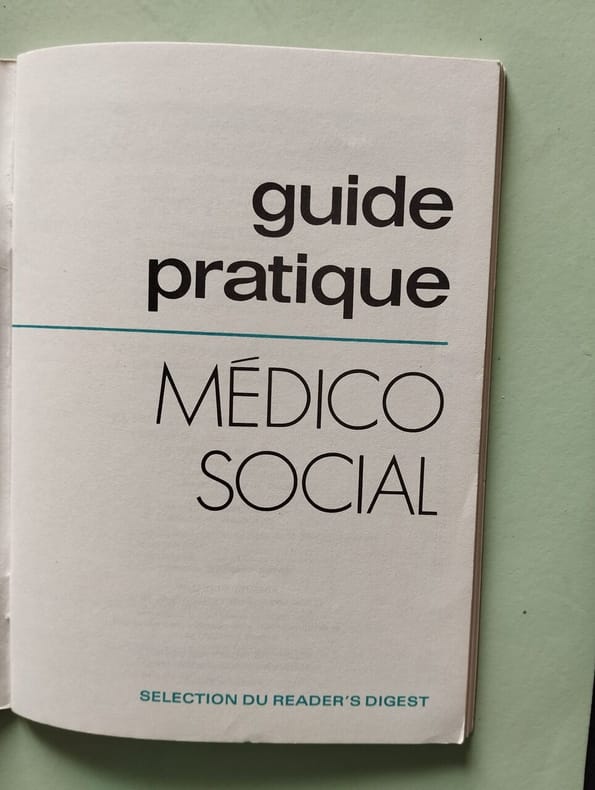 guide
pratique
MÉDICO
SOCIAL
SELECTION DU READER'S DIGEST